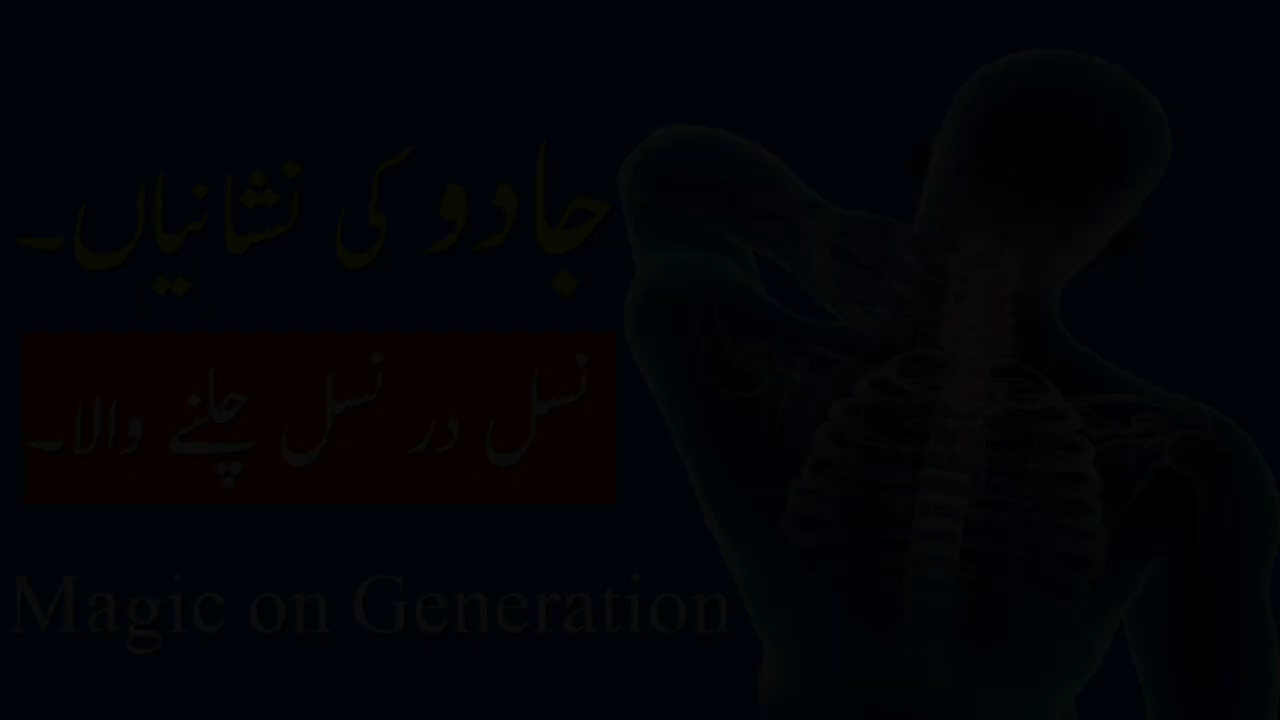 جادو کی نشانیاں۔
نسل در نسل چلنے والا۔
Magic on Generation